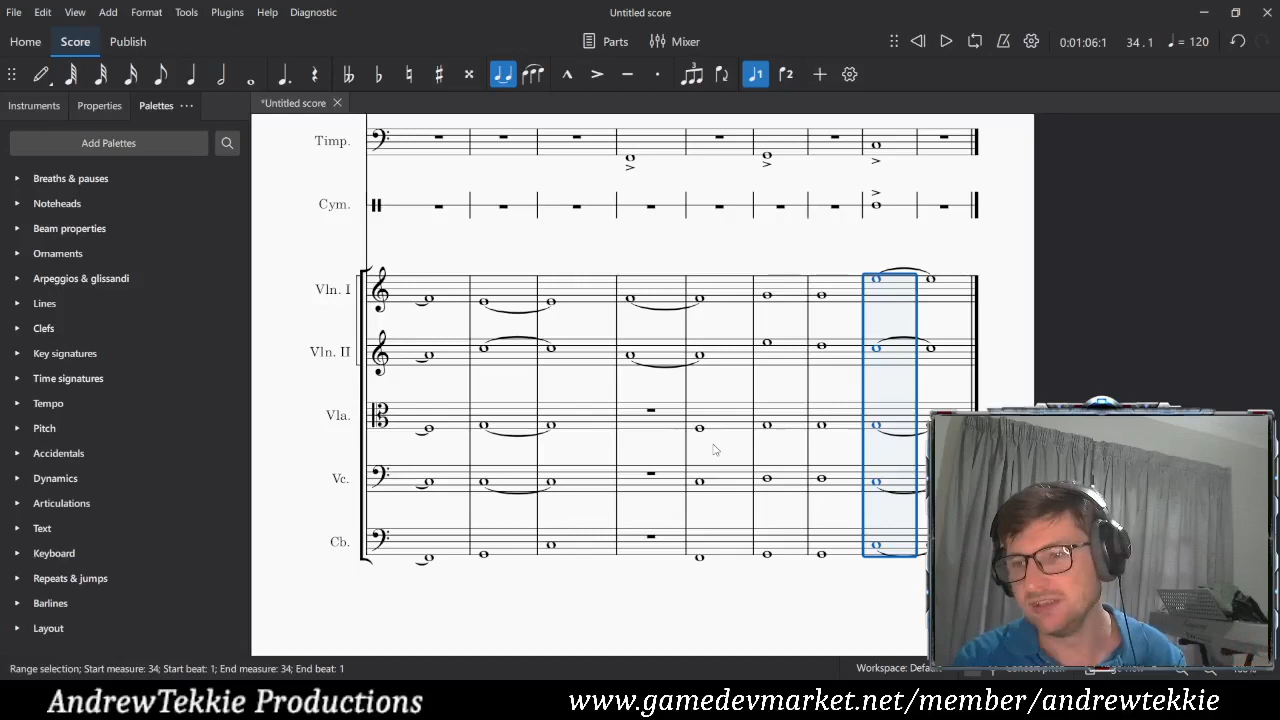 File Edit View Add Format Tools Plugins Help Diagnostic Untitled score
Home Score Publish Parts Mixer 0:01:06:1 34 . 1 = 120
3 1 2
Instruments Properties Palettes *Untitled score
Add Palettes
Breaths & pauses
Noteheads
Beam properties
Ornaments
Arpeggios & glissandi
Lines
Clefs
Key signatures
Time signatures
Tempo
Pitch
Accidentals
Dynamics
Articulations
Text
Keyboard
Repeats & jumps
Barlines
Layout
Timp.
Cym.
Vln. I
Vln. II
Vla.
Vc.
Cb.
Range selection; Start measure: 34; Start beat: 1; End measure: 34; End beat: 1 Workspace:
AndrewTekkie Productions www.gamedevmarket.net/member/andrewtekkie